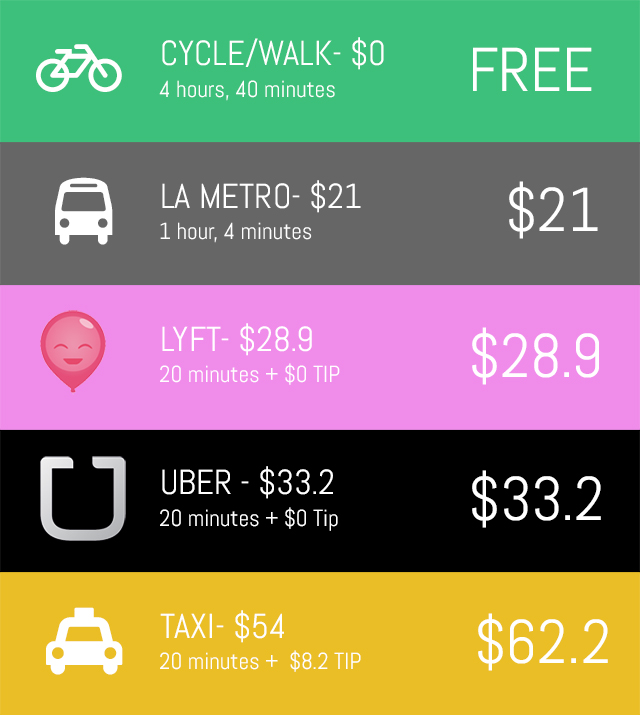 CYCLE/WALK- $0
4 hours, 40 minutes
FREE
LA METRO- $21
1 hour, 4 minutes
$21
LYFT- $28.9
20 minutes + $0 TIP
$28.9
UBER - $33.2
20 minutes + $0 Tip
$33.2
TAXI- $54
20 minutes + $8.2 TIP
$62.2